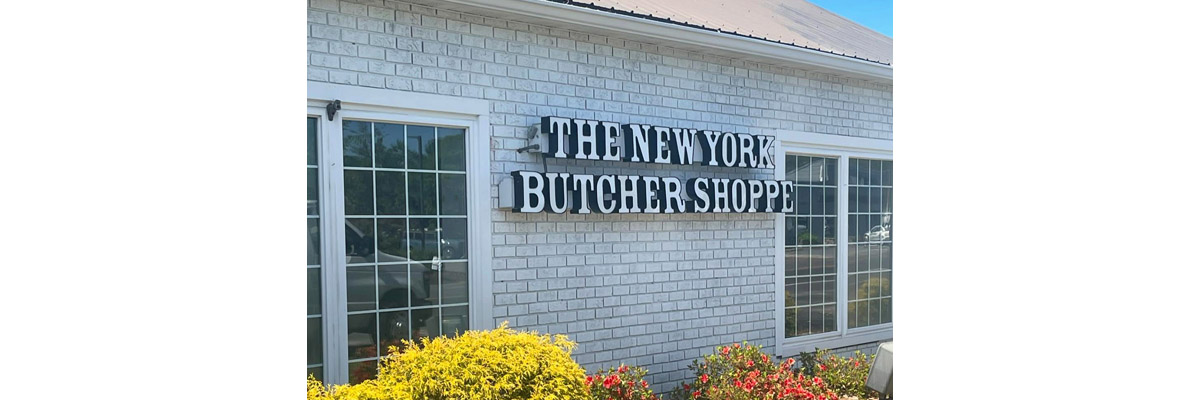 THE NEW YORK
BUTCHER SHOPPE